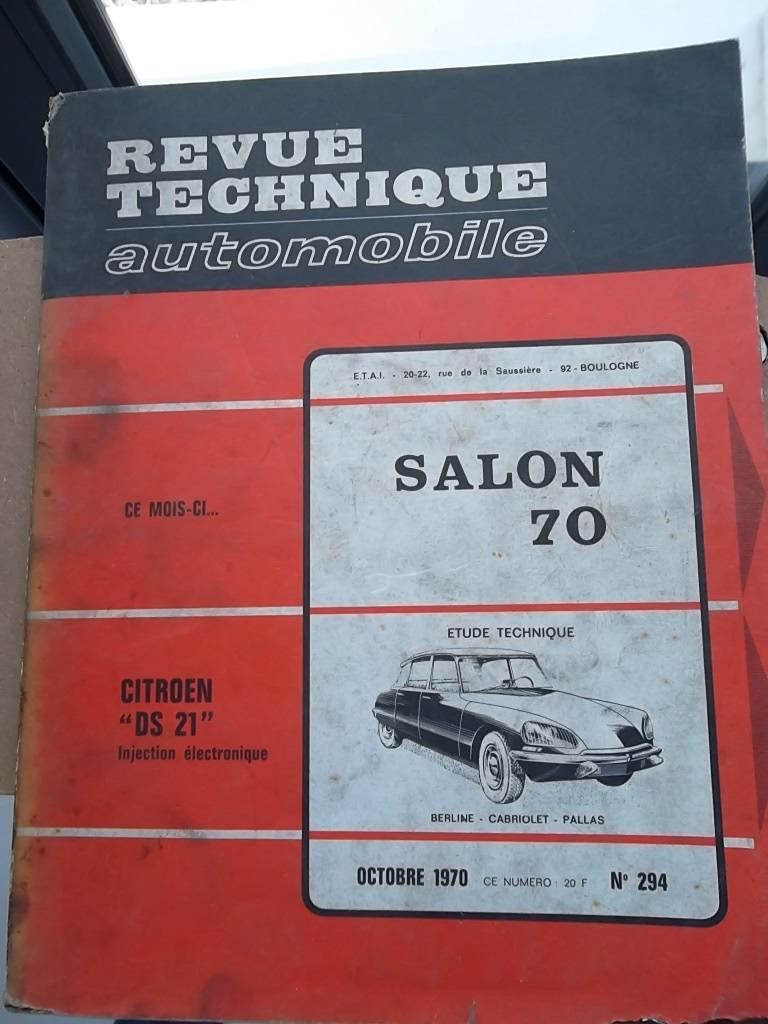 REVUE
TECHNIQUE
automobile
E.T.A.I. - 20-22, rue de la Saussière - 92 - BOULOGNE
CE MOIS-CI...
SALON
70
ETUDE TECHNIQUE
CITROEN
"DS 21"
Injection électronique
BERLINE - CABRIOLET - PALLAS
OCTOBRE 1970 CE NUMERO : 20 F N° 294